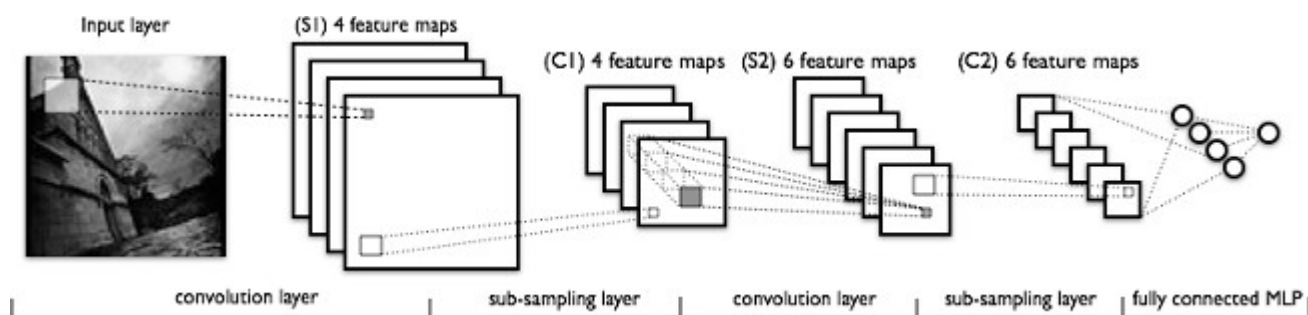 Input layer
(S1) 4 feature maps
(C1) 4 feature maps
(S2) 6 feature maps
(C2) 6 feature maps
convolution layer
sub-sampling layer
convolution layer
sub-sampling layer
fully connected MLP